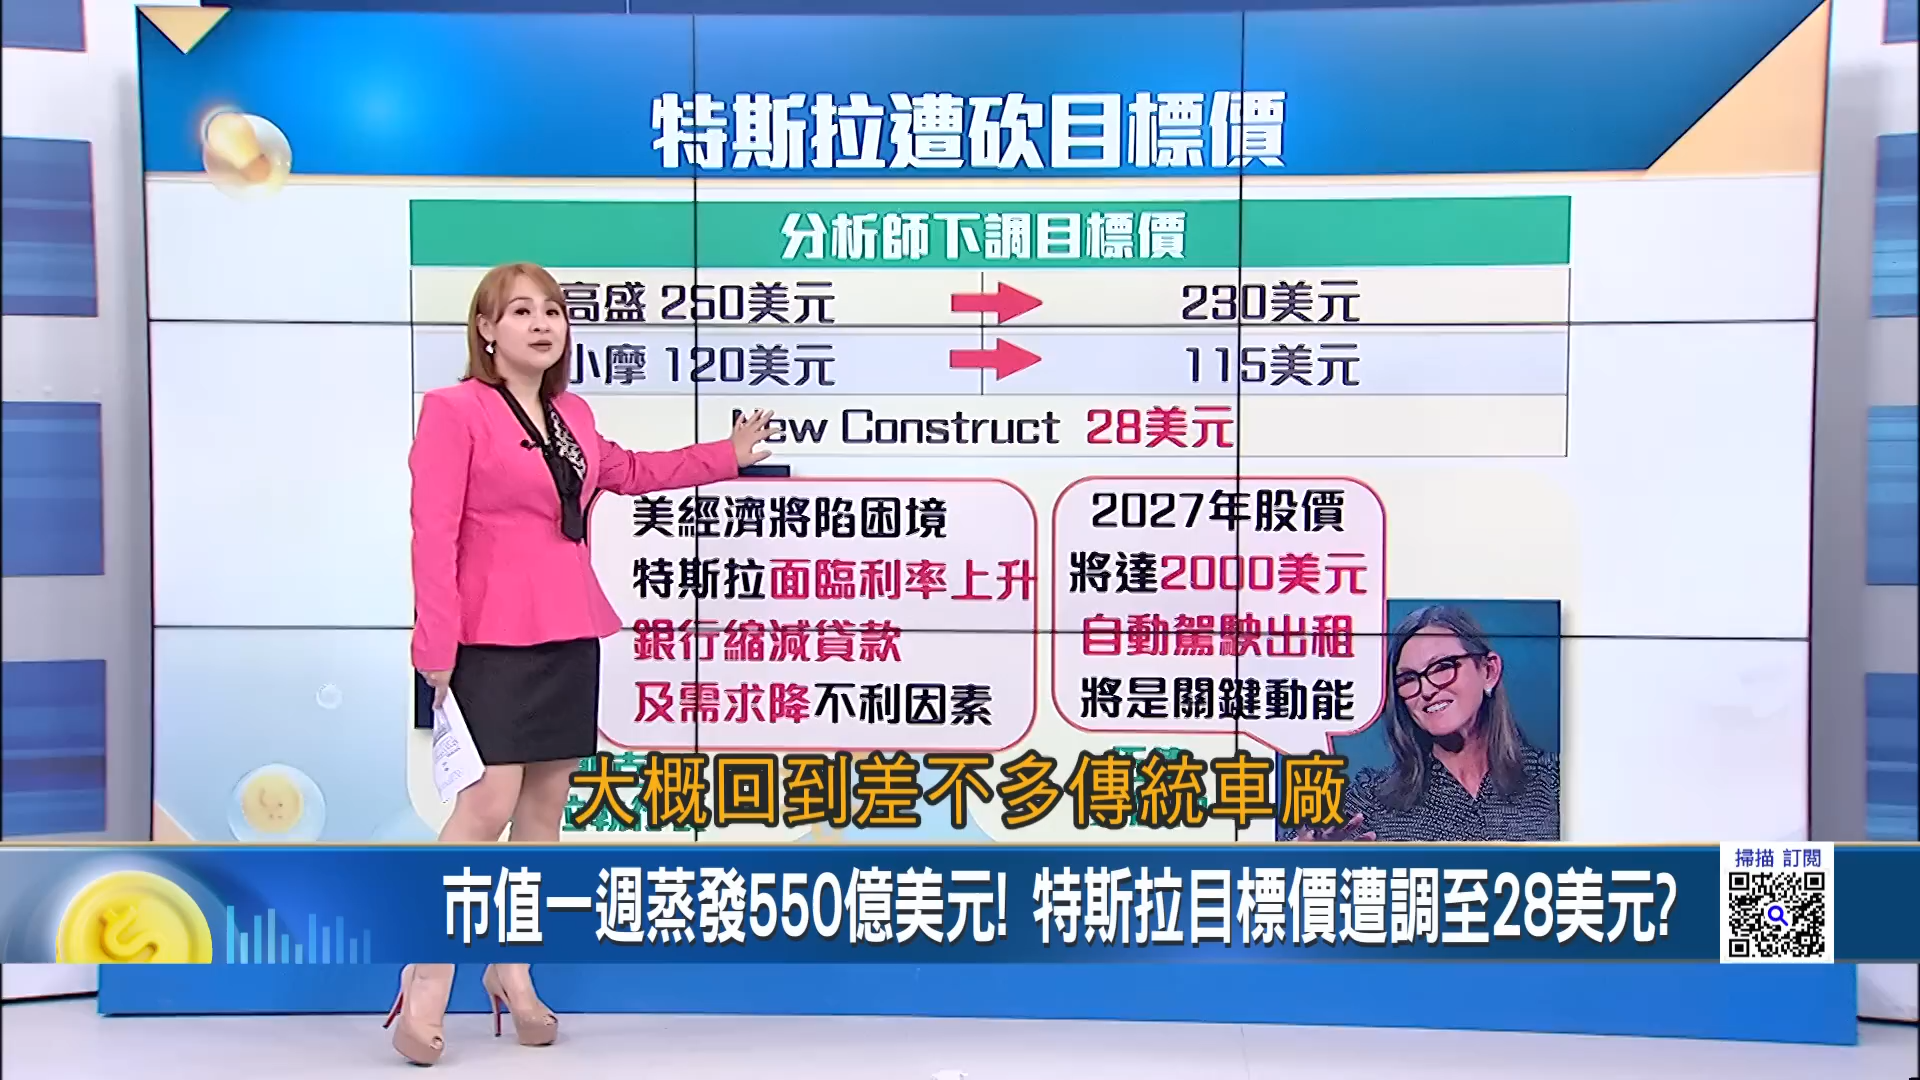 特斯拉遭砍目標價
分析師下調目標價
高盛 250美元 230美元
小摩 120美元 115美元
New Construct 28美元
美經濟將陷困境
特斯拉面臨利率上升
銀行縮減貸款
及需求降不利因素
2027年股價
將達2000美元
自動駕駛出租
將是關鍵動能
大概回到差不多傳統車廠
市值一週蒸發550億美元! 特斯拉目標價遭調至28美元?
掃描 訂閱